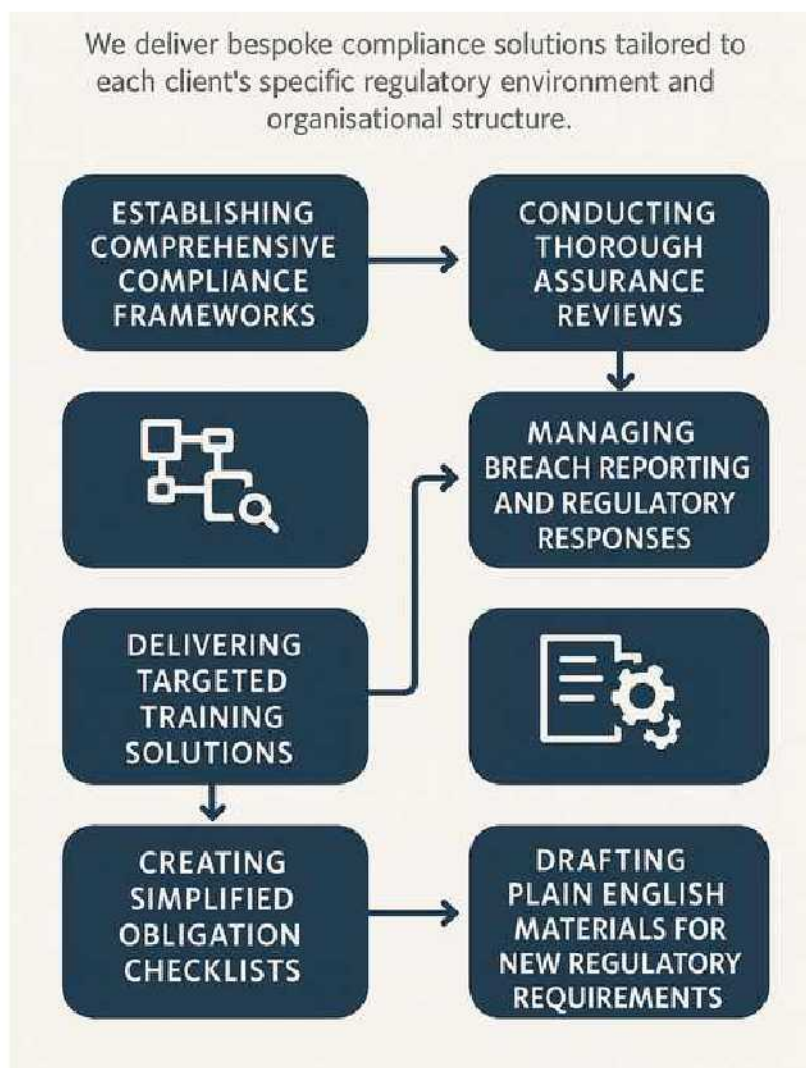 We deliver bespoke compliance solutions tailored to
each client's specific regulatory environment and
organisational structure.
ESTABLISHING
COMPREHENSIVE
COMPLIANCE
FRAMEWORKS
CONDUCTING
THOROUGH
ASSURANCE
REVIEWS
MANAGING
BREACH REPORTING
AND REGULATORY
RESPONSES
DELIVERING
TARGETED
TRAINING
SOLUTIONS
CREATING
SIMPLIFIED
OBLIGATION
CHECKLISTS
DRAFTING
PLAIN ENGLISH
MATERIALS FOR
NEW REGULATORY
REQUIREMENTS